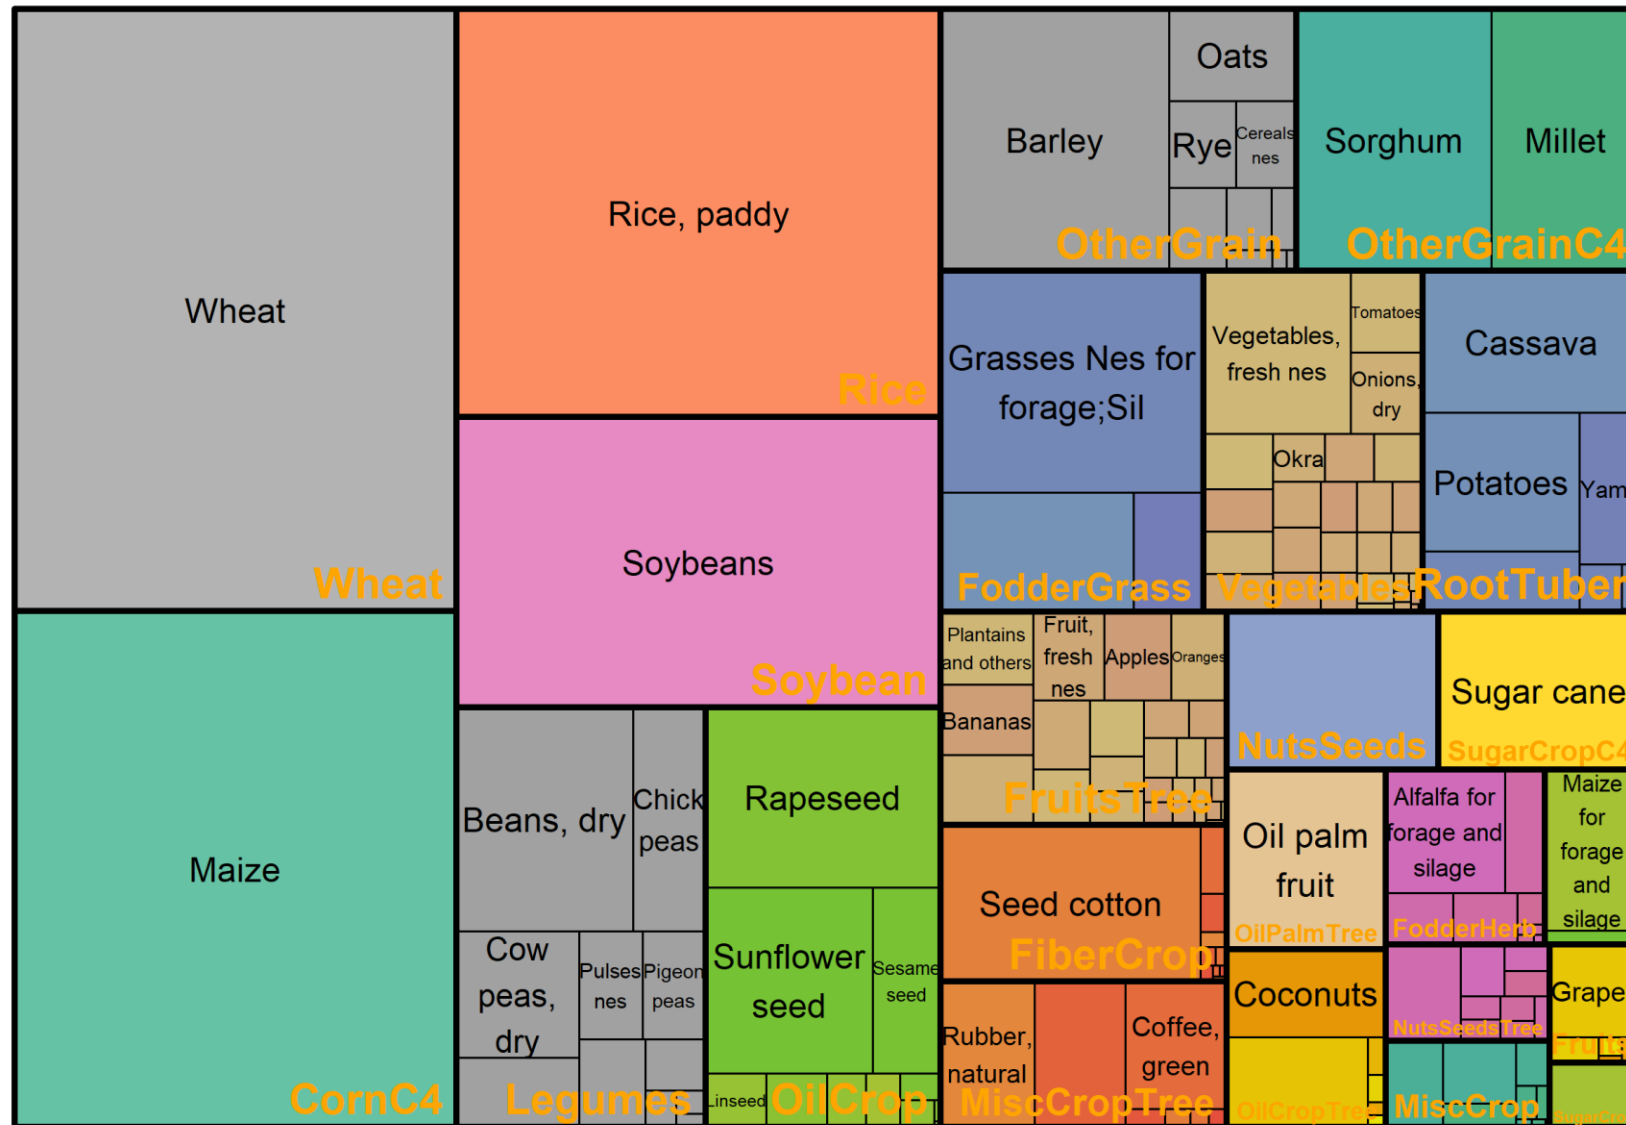 Wheat
Wheat
Maize
CornC4
Rice, paddy
Rice
Soybeans
Soybean
Beans, dry
Chick
peas
Cow
peas,
dry
Pulses
nes
Pigeon
peas
Legumes
Rapeseed
Sunflower
seed
Sesame
seed
Linseed
OilCrop
Barley
Oats
Rye
Cereals
nes
OtherGrain
Sorghum
Millet
OtherGrainC4
Grasses Nes for
forage;Sil
FodderGrass
Vegetables,
fresh nes
Tomatoes
Onions,
dry
Okra
Vegetables
Cassava
Potatoes
Yam
RootTuber
Plantains
and others
Fruit,
fresh
nes
Apples
Oranges
Bananas
FruitsTree
NutsSeeds
Sugar cane
SugarCropC4
Seed cotton
FiberCrop
Oil palm
fruit
OilPalmTree
Alfalfa for
forage and
silage
FodderHerb
Maize
for
forage
and
silage
Rubber,
natural
Coffee,
green
MiscCropTree
Coconuts
OilCropTree
NutsSeedsTree
Grape
Fruits
MiscCrop
SugarCrop